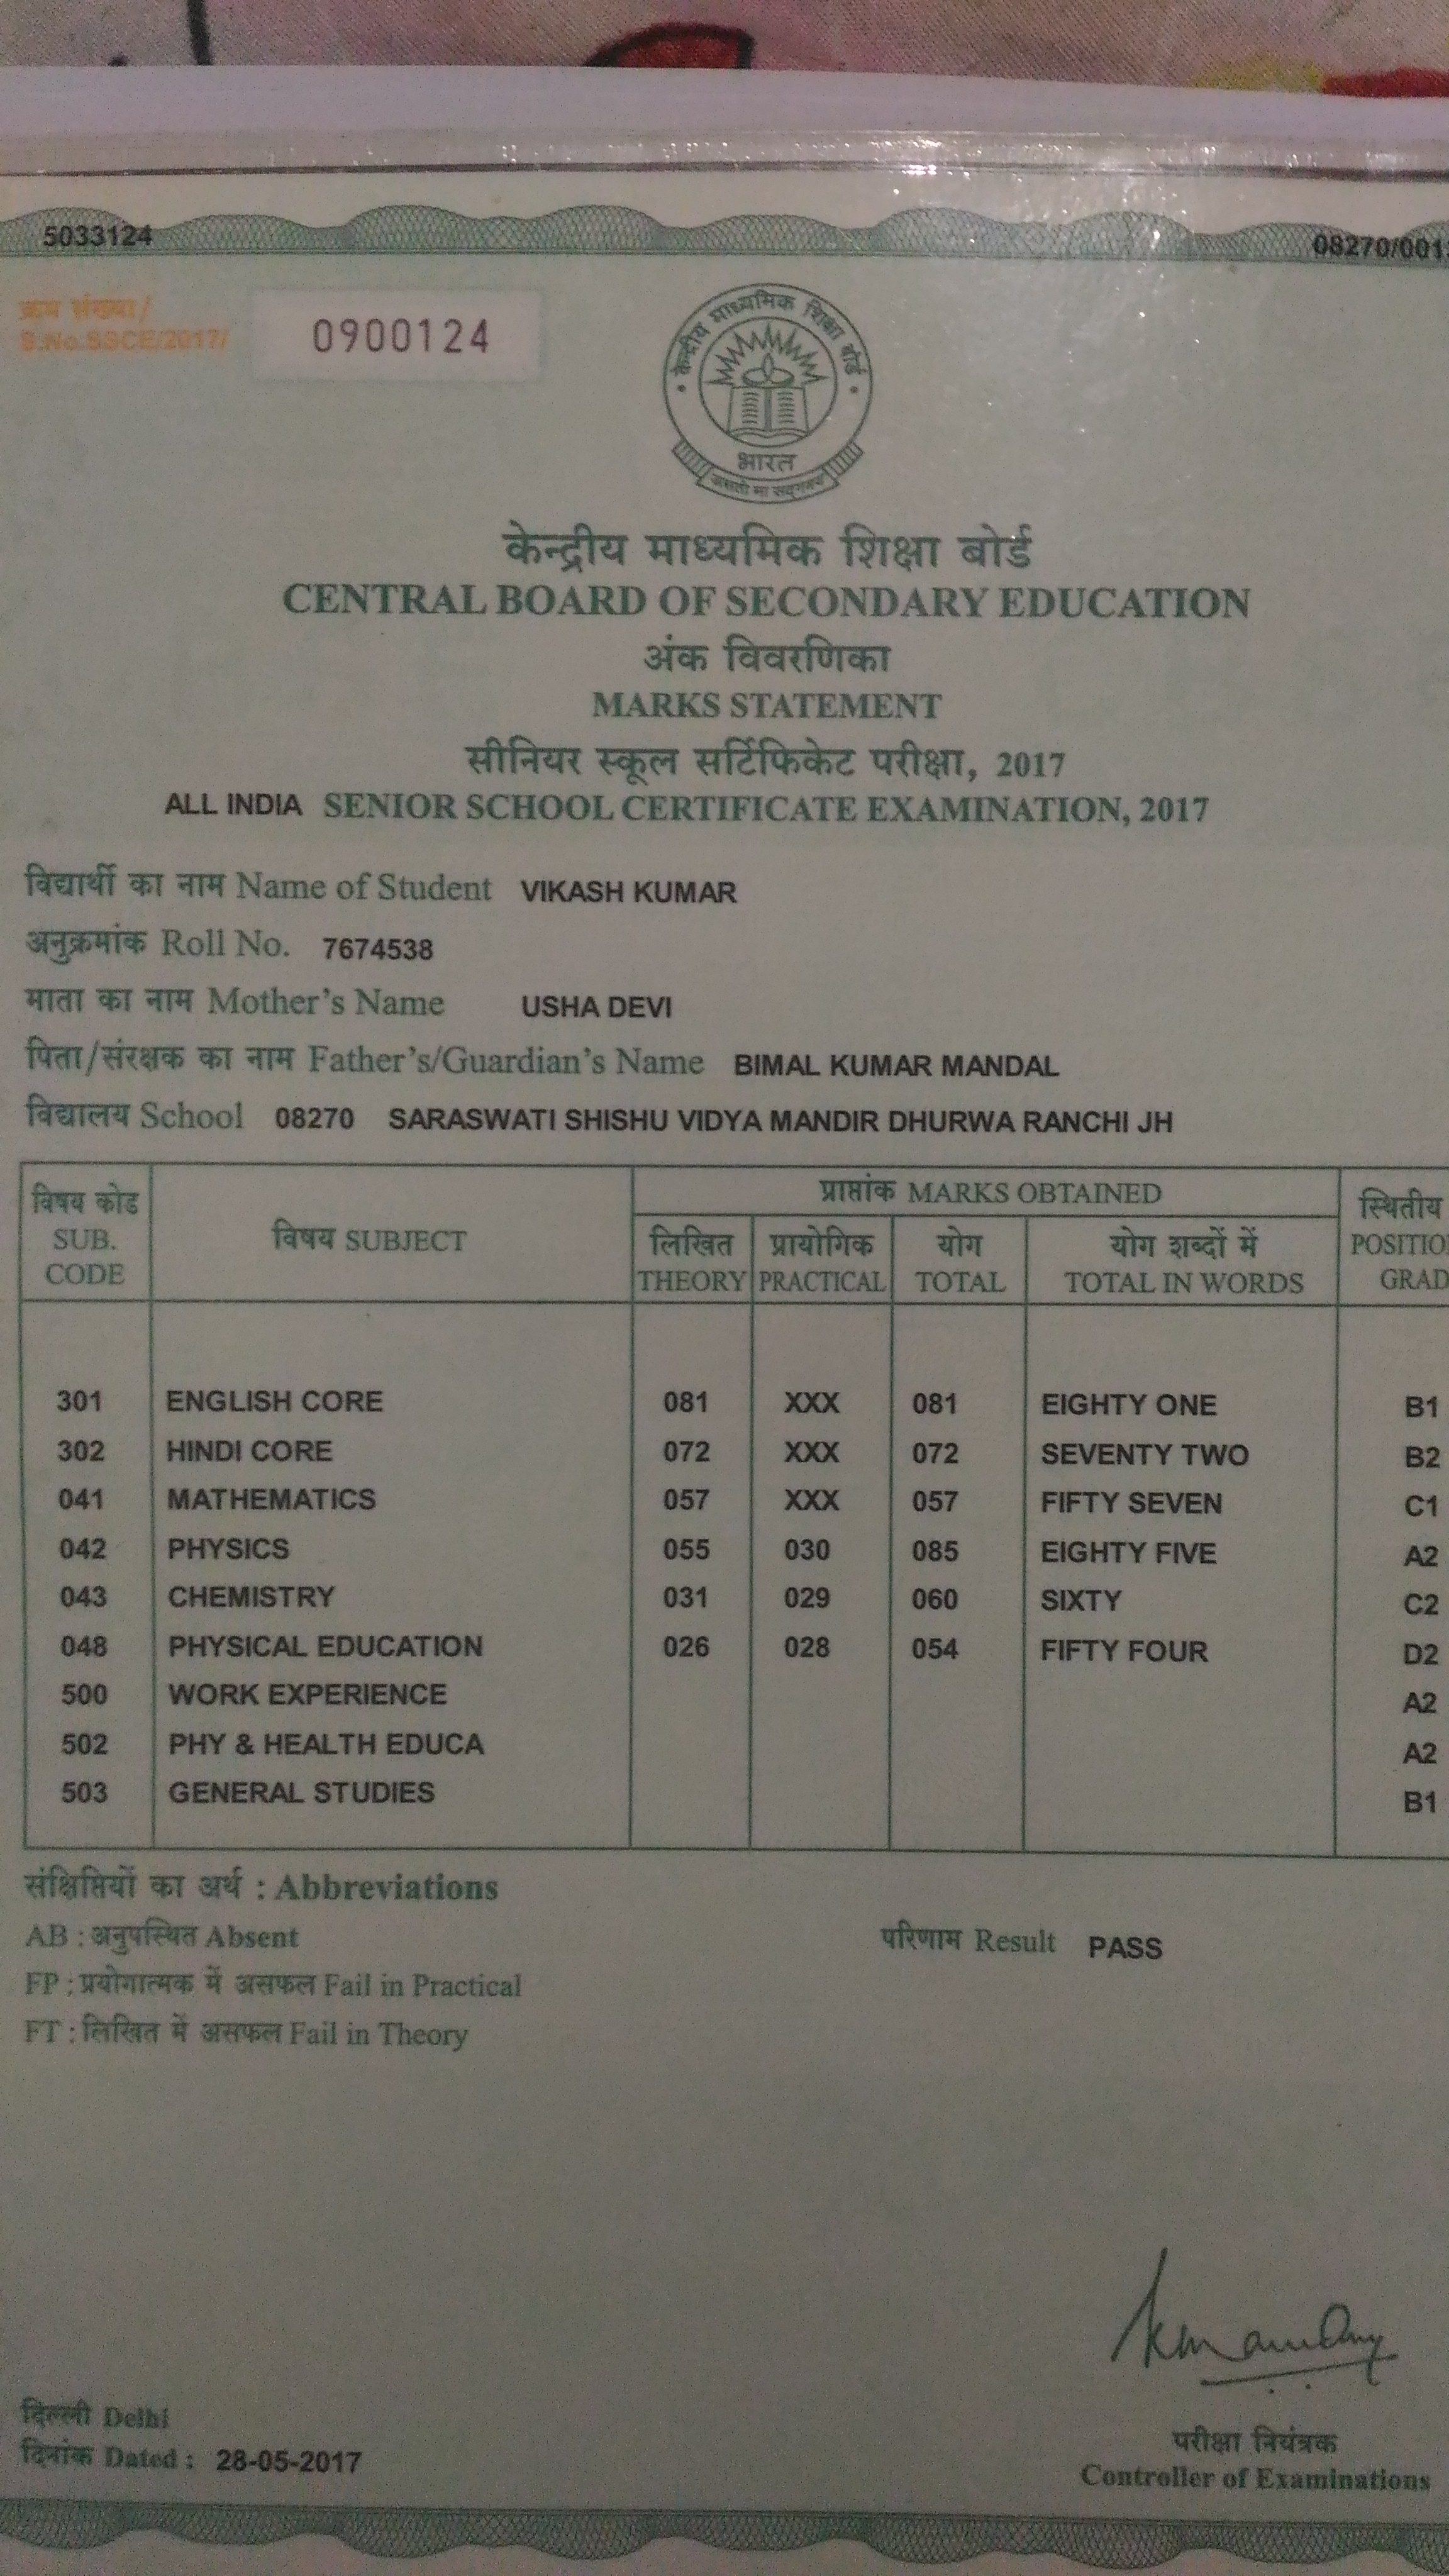 5033124 08270/001
क्रम संख्या/
S.No.SSCE/2017/ 0900124
केन्द्रीय माध्यमिक शिक्षा बोर्ड
भारत
असतो मा सद्गमय
केन्द्रीय माध्यमिक शिक्षा बोर्ड
CENTRAL BOARD OF SECONDARY EDUCATION
अंक विवरणिका
MARKS STATEMENT
सीनियर स्कूल सर्टिफिकेट परीक्षा, 2017
ALL INDIA SENIOR SCHOOL CERTIFICATE EXAMINATION, 2017
विद्यार्थी का नाम Name of Student VIKASH KUMAR
अनुक्रमांक Roll No. 7674538
माता का नाम Mother's Name USHA DEVI
पिता/संरक्षक का नाम Father's/Guardian's Name BIMAL KUMAR MANDAL
विद्यालय School 08270 SARASWATI SHISHU VIDYA MANDIR DHURWA RANCHI JH
विषय कोड SUB. CODE विषय SUBJECT प्राप्तांक MARKS OBTAINED स्थितीय POSITIO GRAD
लिखित THEORY प्रायोगिक PRACTICAL योग TOTAL योग शब्दों में TOTAL IN WORDS
301 ENGLISH CORE 081 XXX 081 EIGHTY ONE B1
302 HINDI CORE 072 XXX 072 SEVENTY TWO B2
041 MATHEMATICS 057 XXX 057 FIFTY SEVEN C1
042 PHYSICS 055 030 085 EIGHTY FIVE A2
043 CHEMISTRY 031 029 060 SIXTY C2
048 PHYSICAL EDUCATION 026 028 054 FIFTY FOUR D2
500 WORK EXPERIENCE A2
502 PHY & HEALTH EDUCA A2
503 GENERAL STUDIES B1
संक्षिप्तियों का अर्थ : Abbreviations
AB : अनुपस्थित Absent परिणाम Result PASS
FP : प्रयोगात्मक में असफल Fail in Practical
FT : लिखित में असफल Fail in Theory
दिल्ली Delhi
दिनांक Dated : 28-05-2017
परीक्षा नियंत्रक
Controller of Examinations